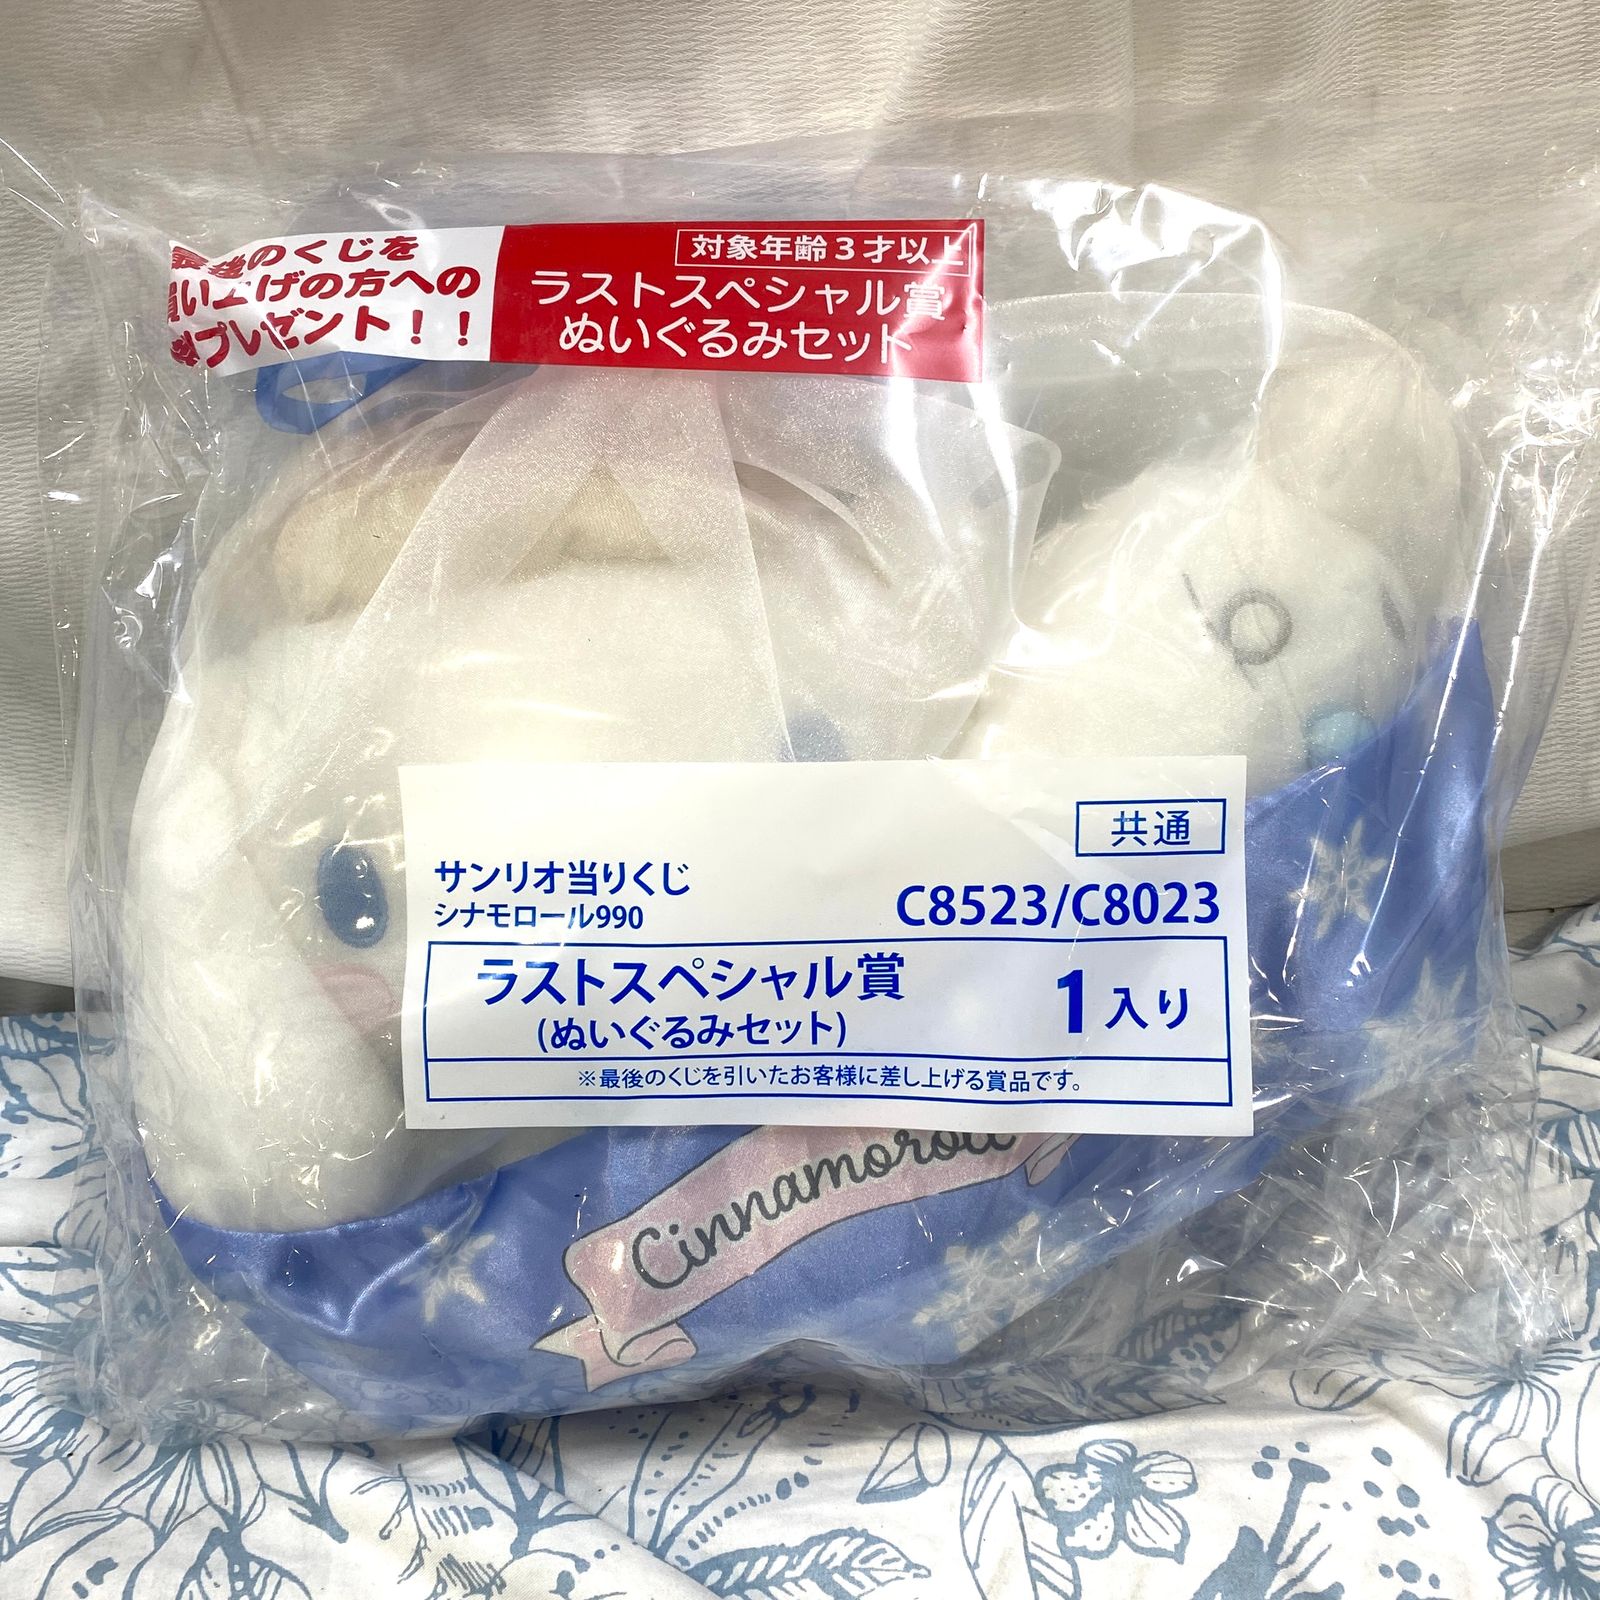 最後のくじを
買い上げの方への
プレゼント！！
対象年齢3才以上
ラストスペシャル賞
ぬいぐるみセット
共通
サンリオ当りくじ
シナモロール990
C8523/C8023
ラストスペシャル賞
(ぬいぐるみセット)
1入り
※最後のくじを引いたお客様に差し上げる賞品です。
Cinnamoroll